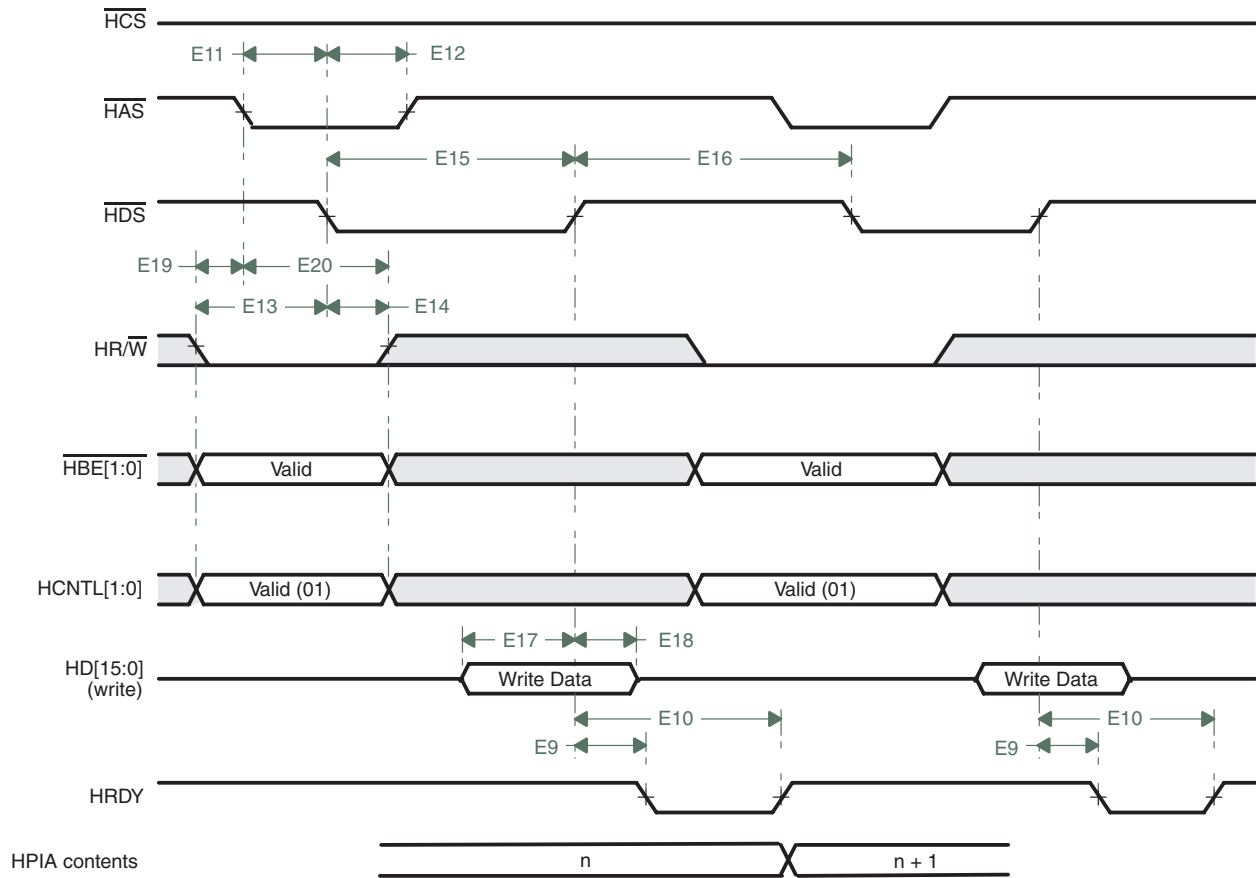 HCS
E11 E12
HAS
E15 E16
HDS
E19 E20
E13 E14
HR/W
HBE[1:0] Valid Valid
HCNTL[1:0] Valid (01) Valid (01)
E17 E18
HD[15:0]
(write)
Write Data Write Data
E10 E10
E9 E9
HRDY
HPIA contents n n + 1